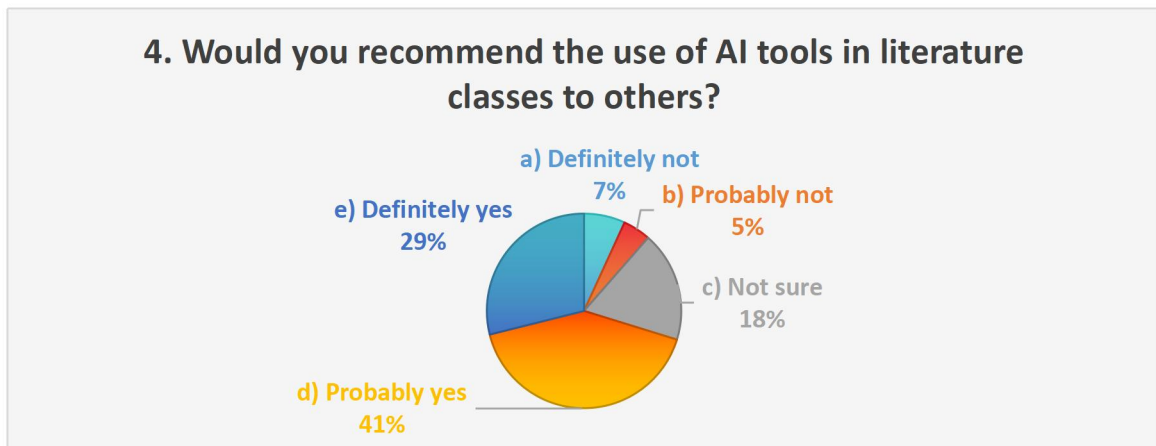 4. Would you recommend the use of AI tools in literature
classes to others?
a) Definitely not
7%
b) Probably not
5%
e) Definitely yes
29%
c) Not sure
18%
d) Probably yes
41%